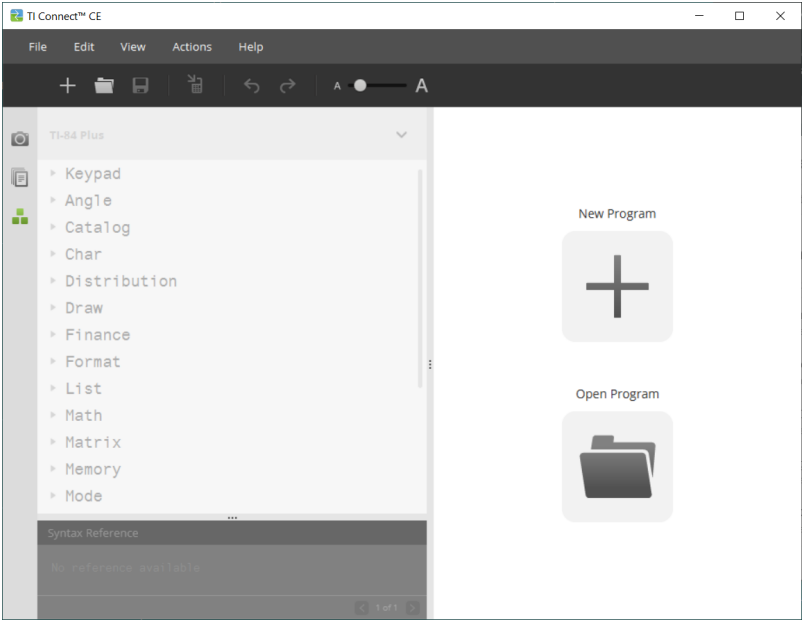 TI Connect™ CE
File Edit View Actions Help
A A
TI-84 Plus
Keypad
Angle
Catalog
Char
Distribution
Draw
Finance
Format
List
Math
Matrix
Memory
Mode
Syntax Reference
No reference available
1 of 1
New Program
Open Program